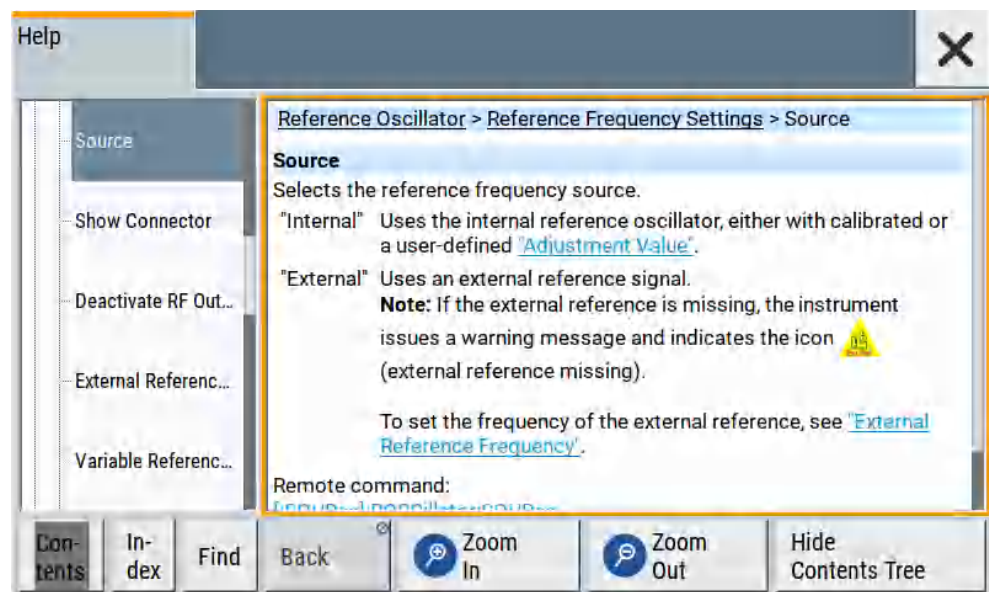 Help
Source
Show Connector
Deactivate RF Out...
External Referenc...
Variable Referenc...
Reference Oscillator > Reference Frequency Settings > Source
Source
Selects the reference frequency source.
"Internal" Uses the internal reference oscillator, either with calibrated or
a user-defined "Adjustment Value".
"External" Uses an external reference signal.
Note: If the external reference is missing, the instrument
issues a warning message and indicates the icon
(external reference missing).
To set the frequency of the external reference, see "External
Reference Frequency".
Remote command:
Con-
tents
In-
dex
Find
Back
Zoom
In
Zoom
Out
Hide
Contents Tree